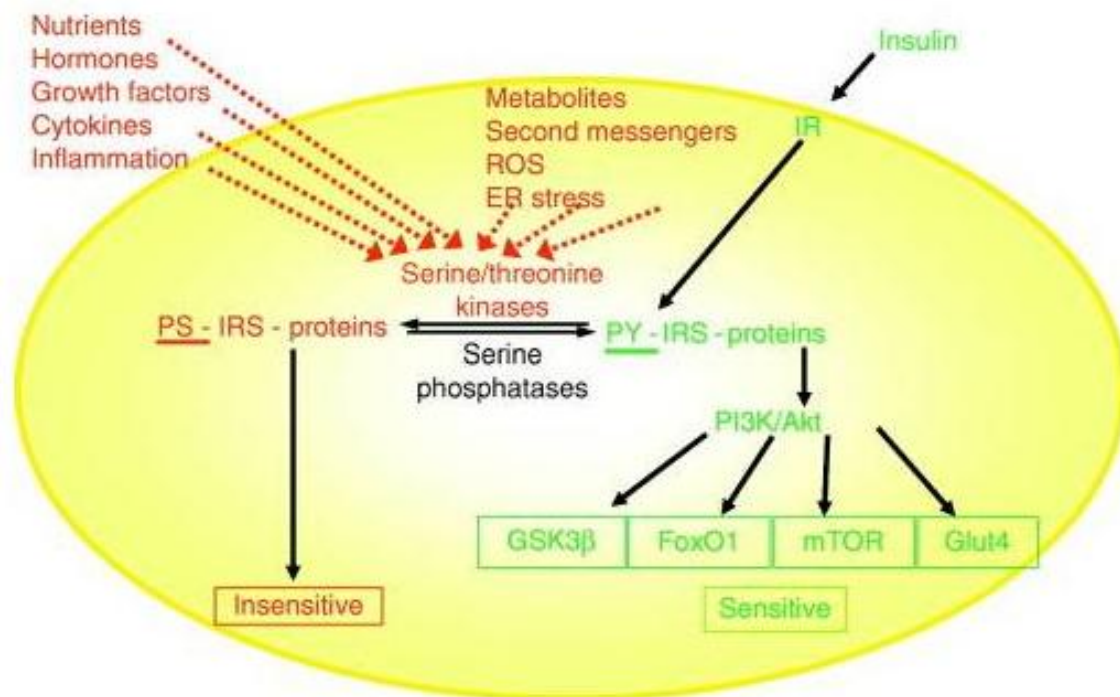 Nutrients
Hormones
Growth factors
Cytokines
Inflammation
Metabolites
Second messengers
ROS
ER stress
Insulin
IR
Serine/threonine
kinases
PS - IRS - proteins
PY - IRS - proteins
Serine
phosphatases
PI3K/Akt
GSK3β FoxO1 mTOR Glut4
Insensitive
Sensitive